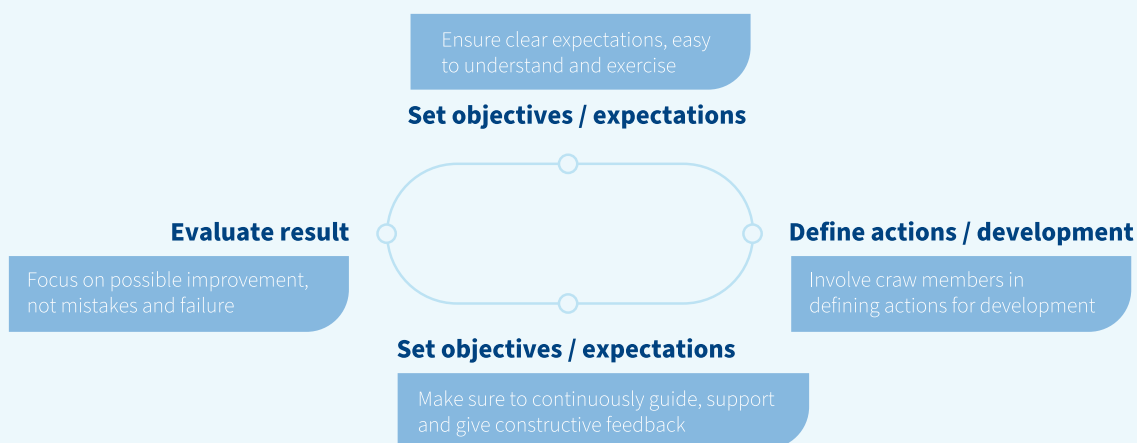 Ensure clear expectations, easy
to understand and exercise
Set objectives / expectations
Evaluate result
Focus on possible improvement,
not mistakes and failure
Define actions / development
Involve craw members in
defining actions for development
Set objectives / expectations
Make sure to continuously guide, support
and give constructive feedback